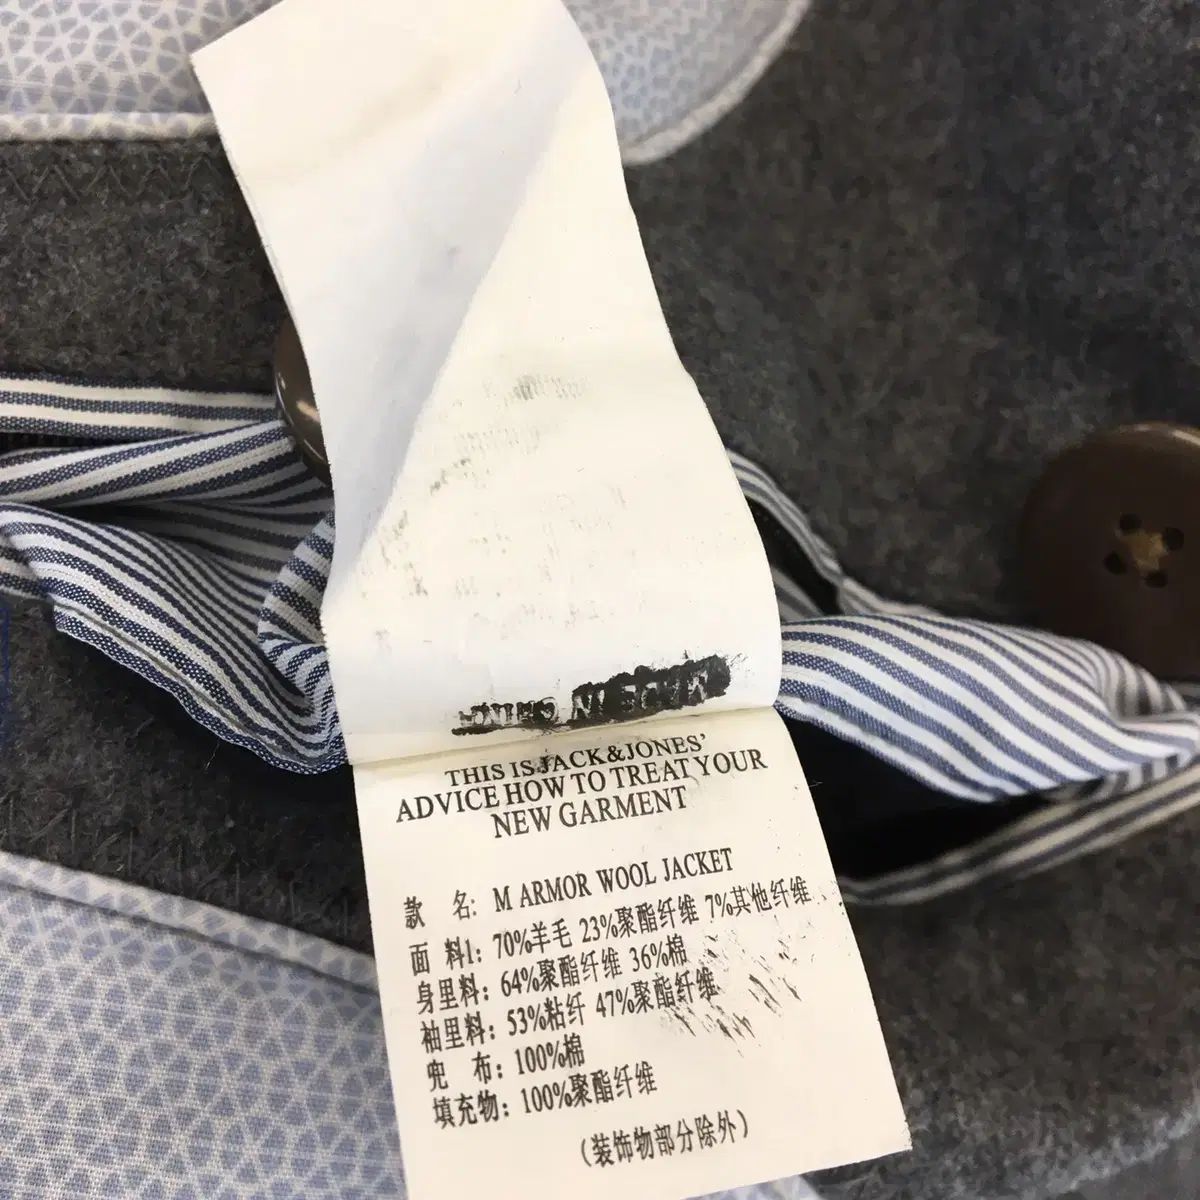 MADE IN CHINA
THIS IS JACK&JONES'
ADVICE HOW TO TREAT YOUR
NEW GARMENT
款 名: M ARMOR WOOL JACKET
面 料1: 70%羊毛 23%聚酯纤维 7%其他纤维
身里料: 64%聚酯纤维 36%棉
袖里料: 53%粘纤 47%聚酯纤维
兜 布: 100%棉
填充物: 100%聚酯纤维
(装饰物部分除外)